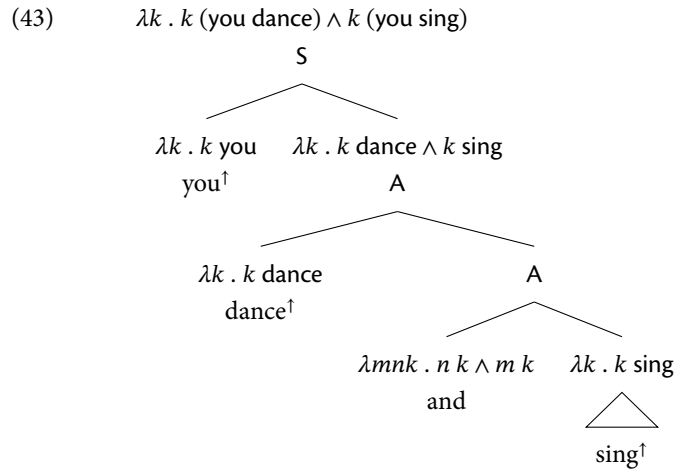 (43) λk . k (you dance) ∧ k (you sing)
S
λk . k you λk . k dance ∧ k sing
you↑ A
λk . k dance A
dance↑
λmnk . n k ∧ m k λk . k sing
and
sing↑